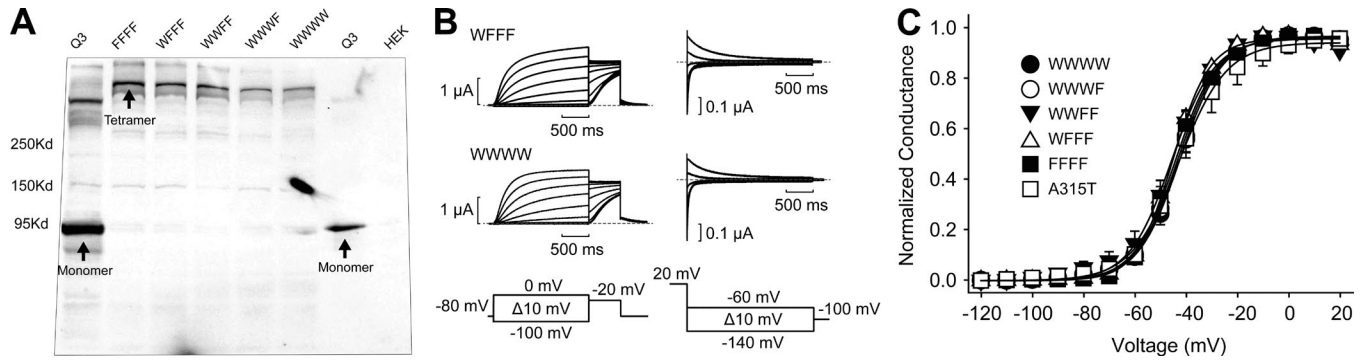 A
Q3 FFFF WFFF WWFF WWWF WWWW Q3 HEK
Tetramer
250Kd
150Kd
95Kd
Monomer
Monomer
B
WFFF
1 µA
500 ms
500 ms
0.1 µA
WWWW
1 µA
500 ms
500 ms
0.1 µA
0 mV
-80 mV
Δ10 mV
-20 mV
-100 mV
20 mV
-60 mV
Δ10 mV
-100 mV
-140 mV
C
Normalized Conductance
1.0
0.8
0.6
0.4
0.2
0.0
WWWW
WWWF
WWFF
WFFF
FFFF
A315T
-120 -100 -80 -60 -40 -20 0 20
Voltage (mV)